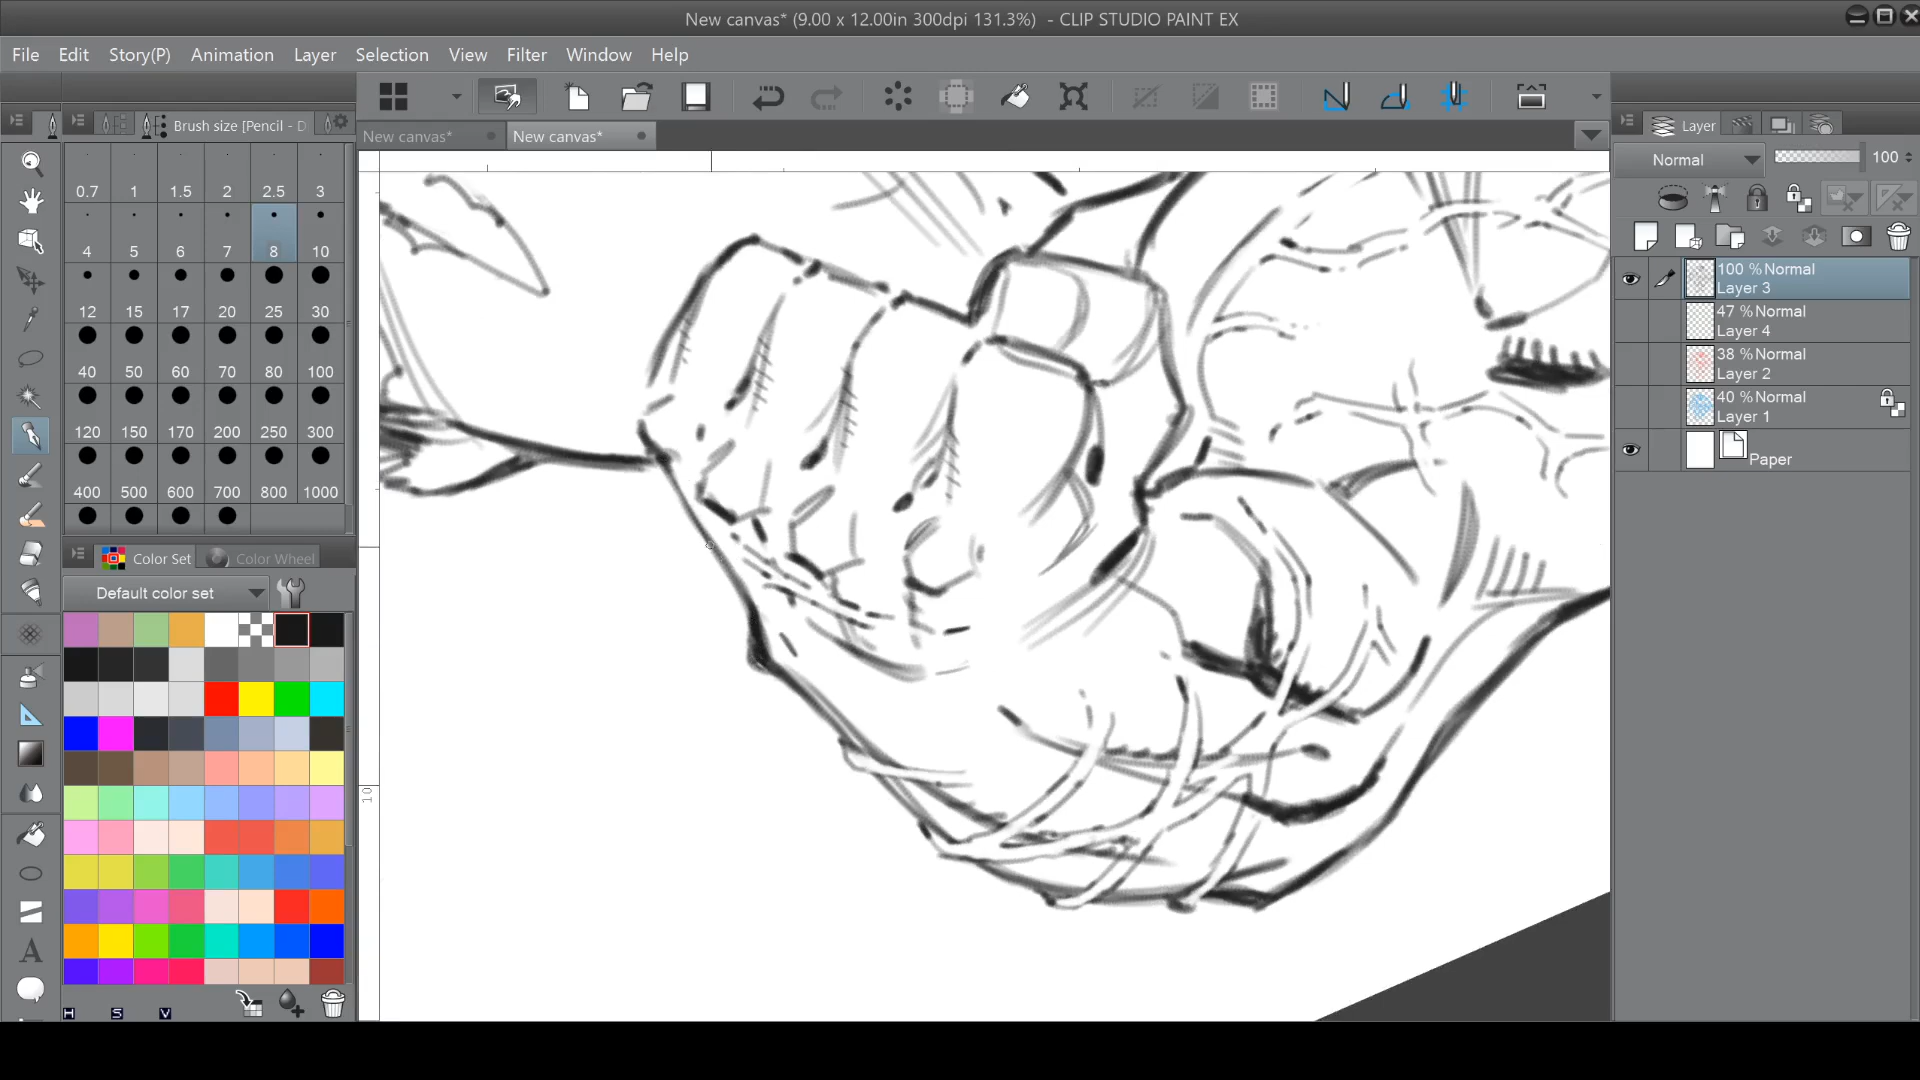 New canvas* (9.00 x 12.00in 300dpi 131.3%)  - CLIP STUDIO PAINT EX
File Edit Story(P) Animation Layer Selection View Filter Window Help
Brush size [Pencil - D
New canvas* New canvas*
Layer
Normal 100
0.7 1 1.5 2 2.5 3
4 5 6 7 8 10
12 15 17 20 25 30
40 50 60 70 80 100
120 150 170 200 250 300
400 500 600 700 800 1000
100 %Normal
Layer 3
47 %Normal
Layer 4
38 %Normal
Layer 2
40 %Normal
Layer 1
Paper
Color Set Color Wheel
Default color set
10
H S V